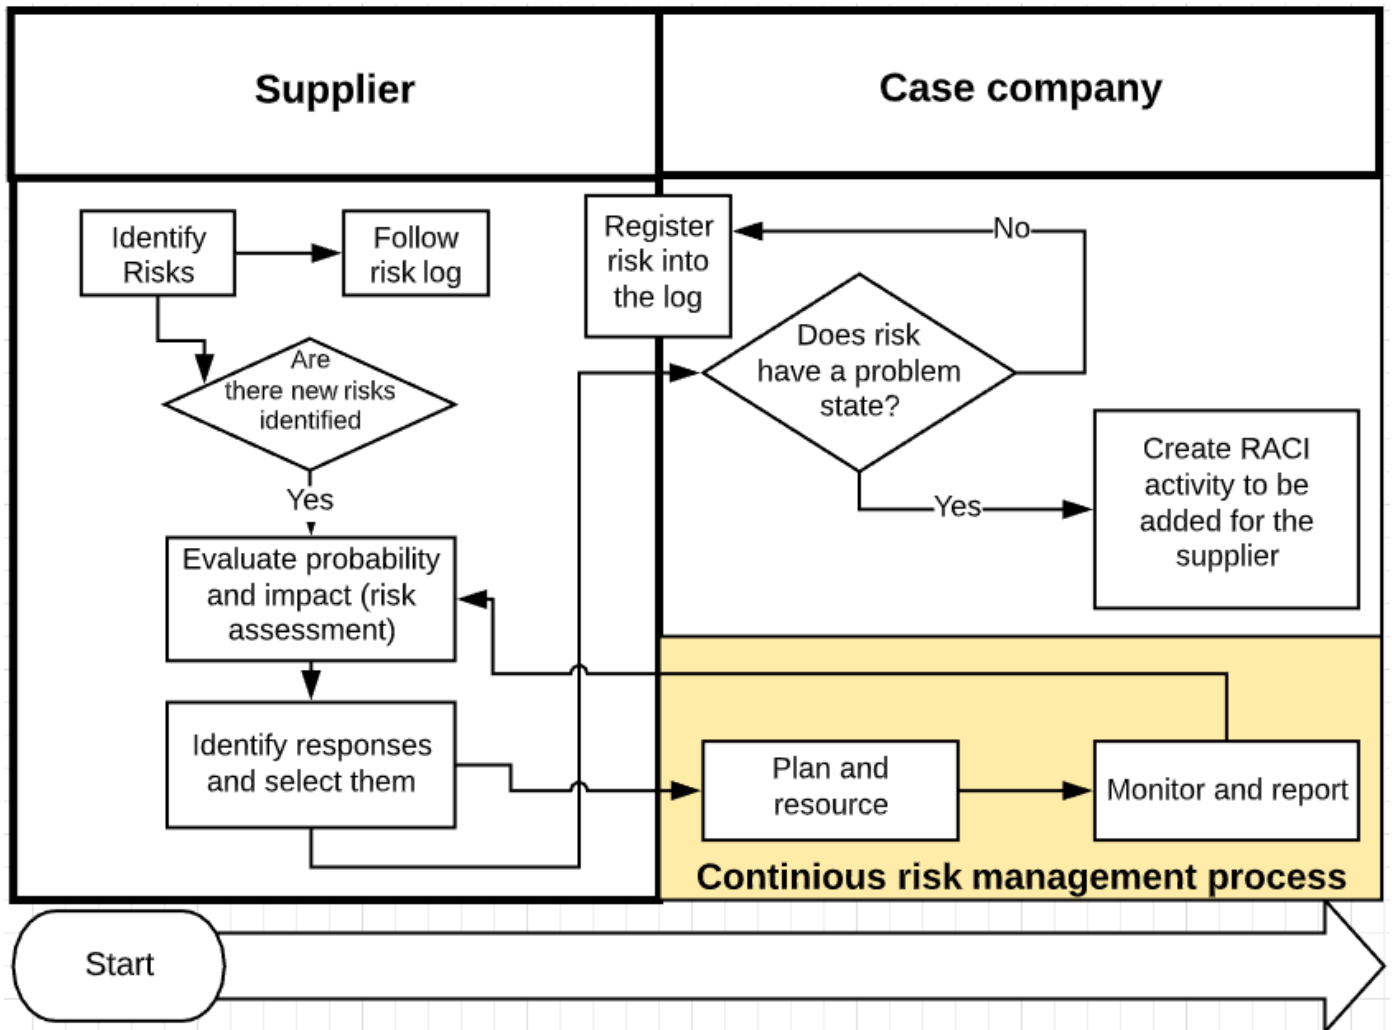 Supplier
Case company
Identify
Risks
Follow
risk log
Register
risk into
the log
No
Are
there new risks
identified
Does risk
have a problem
state?
Yes
Yes
Create RACI
activity to be
added for the
supplier
Evaluate probability
and impact (risk
assessment)
Identify responses
and select them
Plan and
resource
Monitor and report
Continious risk management process
Start